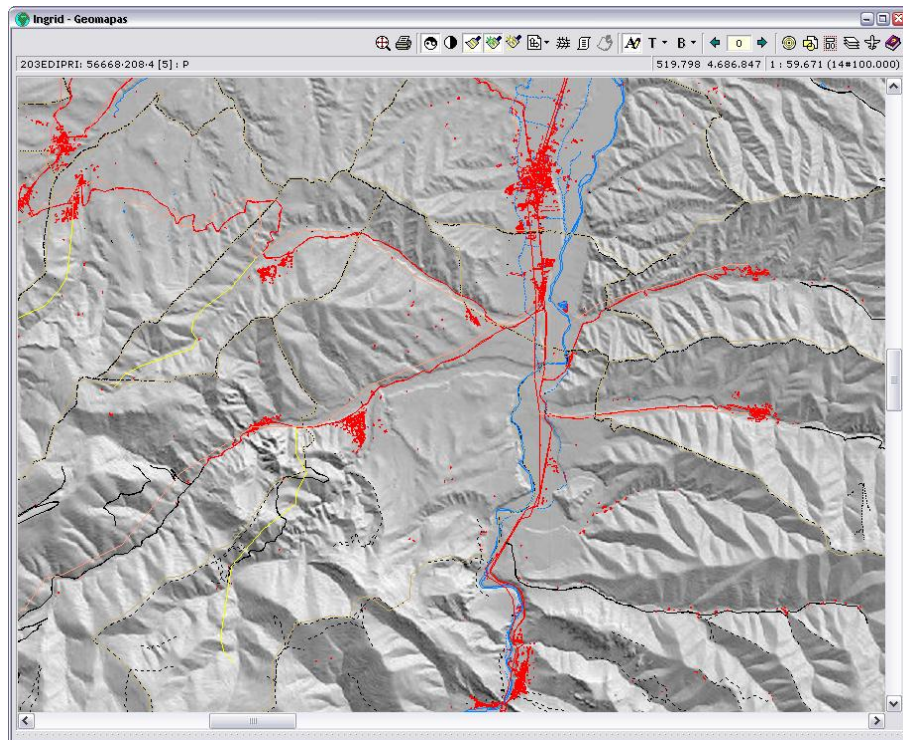 Ingrid - Geomapas
A T B 0
203EDIPRI: 56668·208·4 [5] : P 519.798 4.686.847 1 : 59.671 (14#100.000)